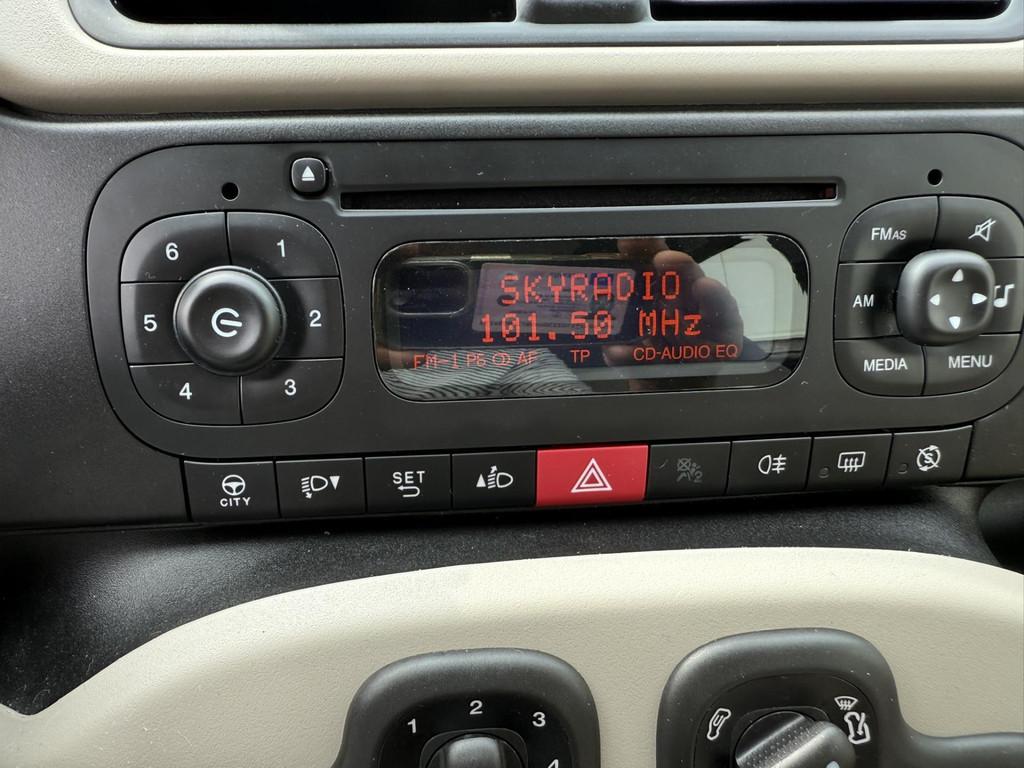 6 1
5 2
4 3
SKYRADIO
101.50 MHz
FM-1 P6 CD AF TP CD-AUDIO EQ
FMAS
AM
MEDIA MENU
CITY
SET
1 2 3 4